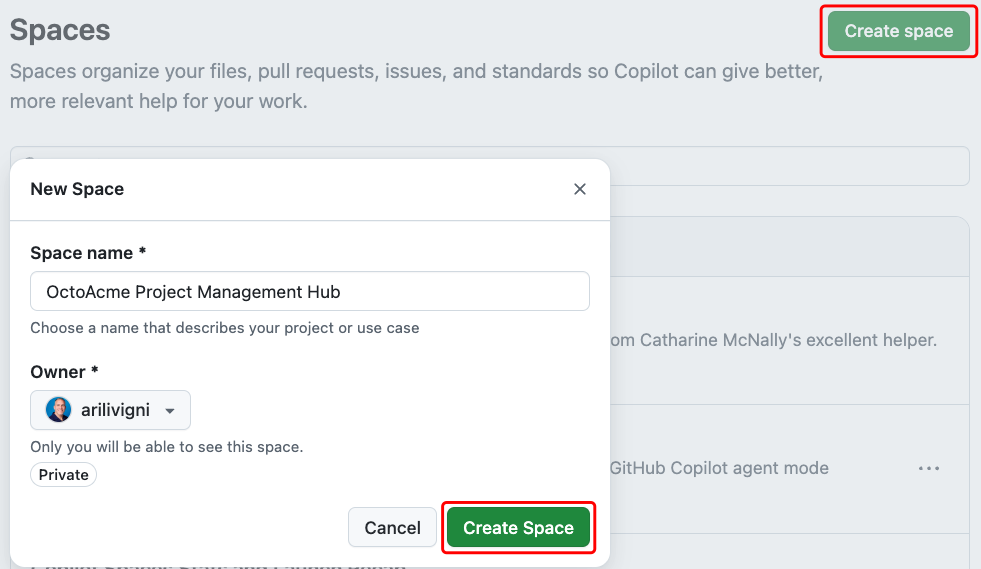 Spaces
Create space
Spaces organize your files, pull requests, issues, and standards so Copilot can give better,
more relevant help for your work.
New Space
Space name *
OctoAcme Project Management Hub
Choose a name that describes your project or use case
om Catharine McNally's excellent helper.
Owner *
arilivigni
Only you will be able to see this space.
GitHub Copilot agent mode
Private
Cancel
Create Space